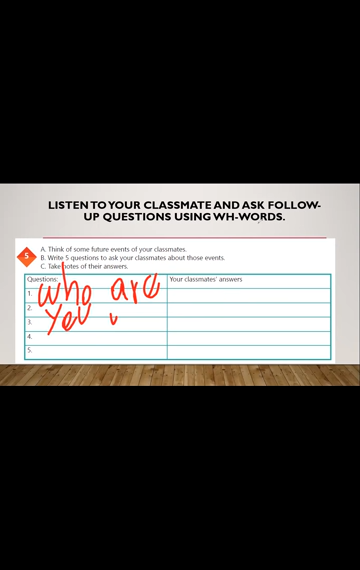 LISTEN TO YOUR CLASSMATE AND ASK FOLLOW-
UP QUESTIONS USING WH-WORDS.
5
A. Think of some future events of your classmates.
B. Write 5 questions to ask your classmates about those events.
C. Take notes of their answers.
Questions: Your classmates' answers
1.
who are
2.
you
3.
4.
5.